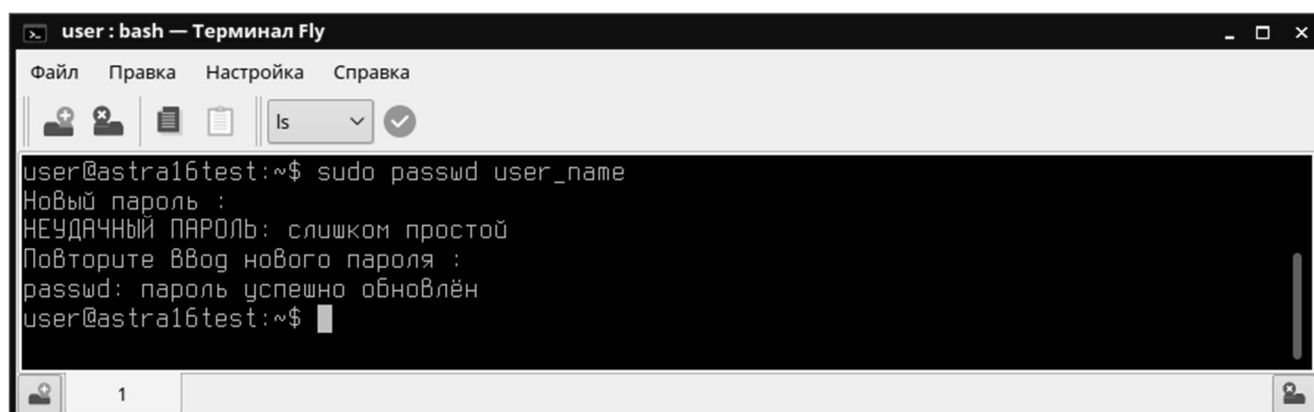 user : bash — Терминал Fly
Файл Правка Настройка Справка
ls
user@astra16test:~$ sudo passwd user_name
Новый пароль :
НЕУДАЧНЫЙ ПАРОЛЬ: слишком простой
Повторите ввод нового пароля :
passwd: пароль успешно обновлён
user@astra16test:~$
1